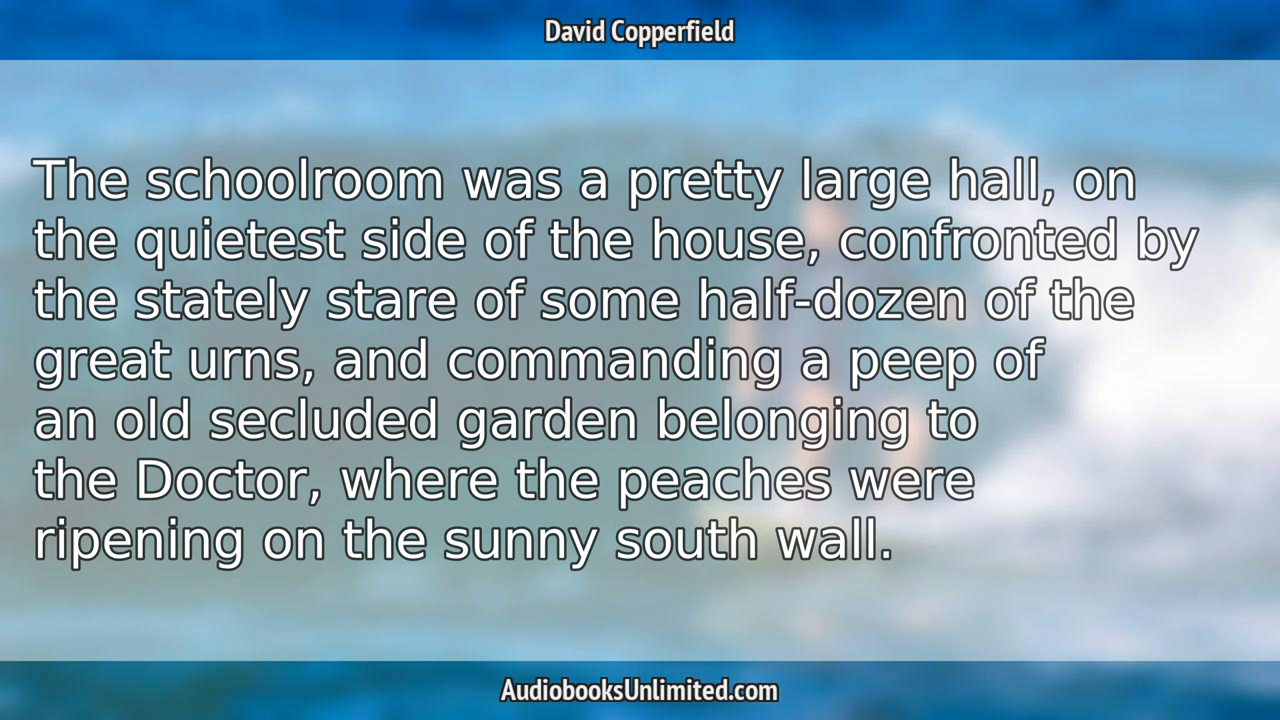 David Copperfield
The schoolroom was a pretty large hall, on
the quietest side of the house, confronted by
the stately stare of some half-dozen of the
great urns, and commanding a peep of
an old secluded garden belonging to
the Doctor, where the peaches were
ripening on the sunny south wall.
AudiobooksUnlimited.com